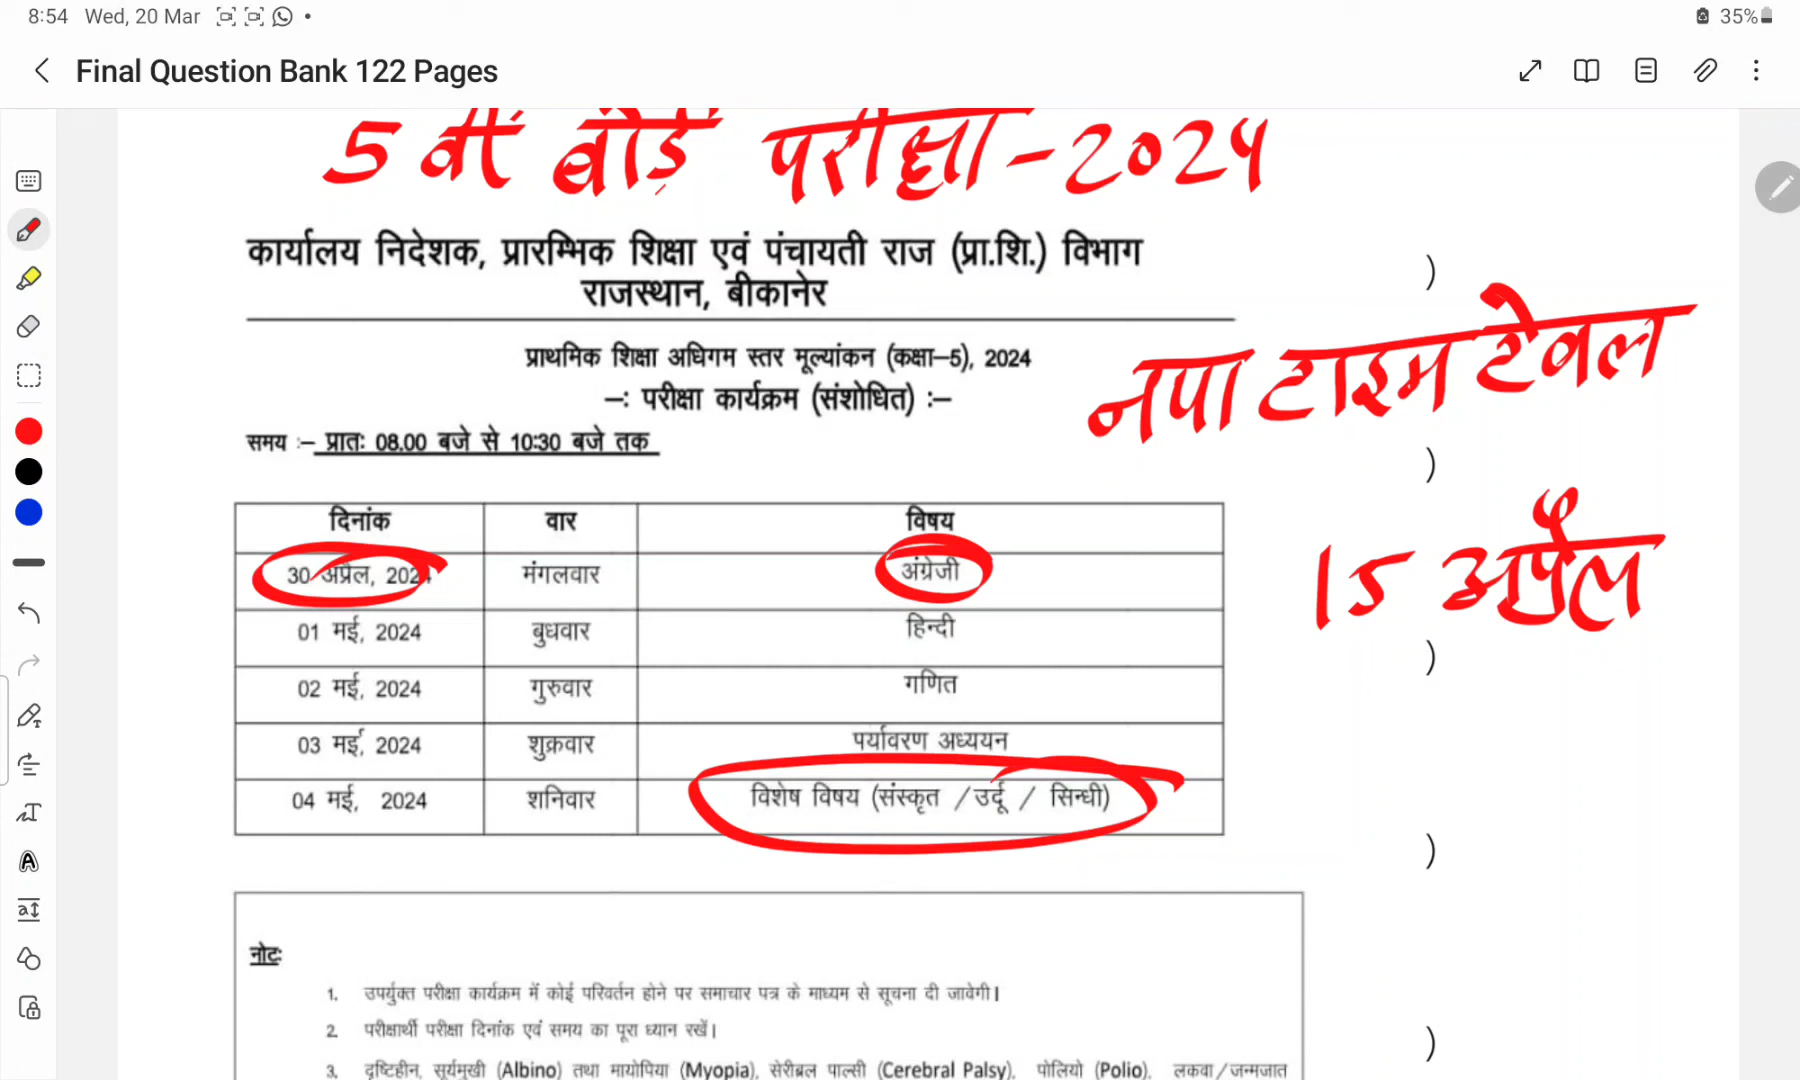 8:54 Wed, 20 Mar
35%
Final Question Bank 122 Pages
5 वीं बोर्ड परीक्षा-2024
कार्यालय निदेशक, प्रारम्भिक शिक्षा एवं पंचायती राज (प्रा.शि.) विभाग
राजस्थान, बीकानेर
)
प्राथमिक शिक्षा अधिगम स्तर मूल्यांकन (कक्षा–5), 2024
नया टाइम टेबल
–: परीक्षा कार्यक्रम (संशोधित) :–
समय :– प्रातः 08.00 बजे से 10:30 बजे तक
)
दिनांक वार विषय
30 अप्रेल, 2024 मंगलवार अंग्रेजी
15 अप्रैल
01 मई, 2024 बुधवार हिन्दी
)
02 मई, 2024 गुरुवार गणित
03 मई, 2024 शुक्रवार पर्यावरण अध्ययन
04 मई, 2024 शनिवार विशेष विषय (संस्कृत / उर्दू / सिन्धी)
)
नोटः
1. उपर्युक्त परीक्षा कार्यक्रम में कोई परिवर्तन होने पर समाचार पत्र के माध्यम से सूचना दी जावेगी।
2. परीक्षार्थी परीक्षा दिनांक एवं समय का पूरा ध्यान रखें।
)
3. दृष्टिहीन, सूर्यमुखी (Albino) तथा मायोपिया (Myopia), सेरीब्रल पाल्सी (Cerebral Palsy), पोलियो (Polio), लकवा/जन्मजात